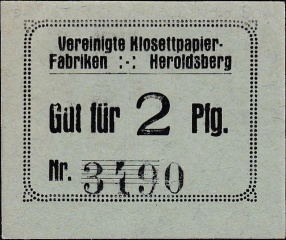 Vereinigte Klosettpapier-
Fabriken :-: Heroldsberg
Gut für 2 Pfg.
Nr. 3490